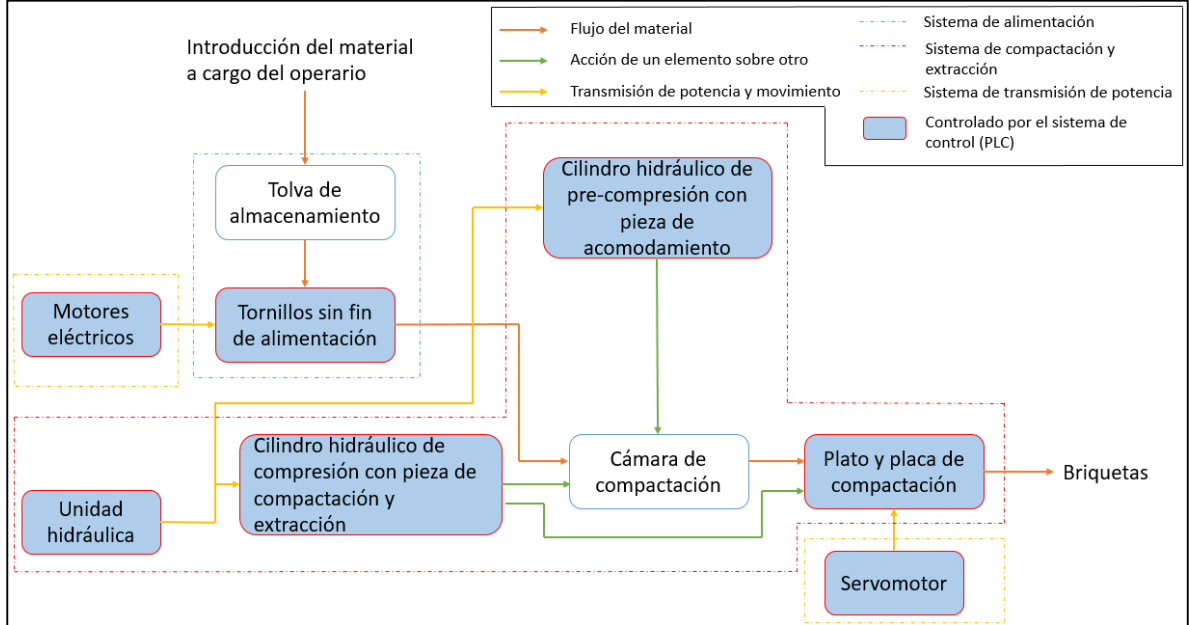 Introducción del material
a cargo del operario
Flujo del material
Acción de un elemento sobre otro
Transmisión de potencia y movimiento
Sistema de alimentación
Sistema de compactación y
extracción
Sistema de transmisión de potencia
Controlado por el sistema de
control (PLC)
Tolva de
almacenamiento
Cilindro hidráulico de
pre-compresión con
pieza de
acomodamiento
Motores
eléctricos
Tornillos sin fin
de alimentación
Cilindro hidráulico de
compresión con pieza de
compactación y
extracción
Cámara de
compactación
Plato y placa de
compactación
Briquetas
Unidad
hidráulica
Servomotor